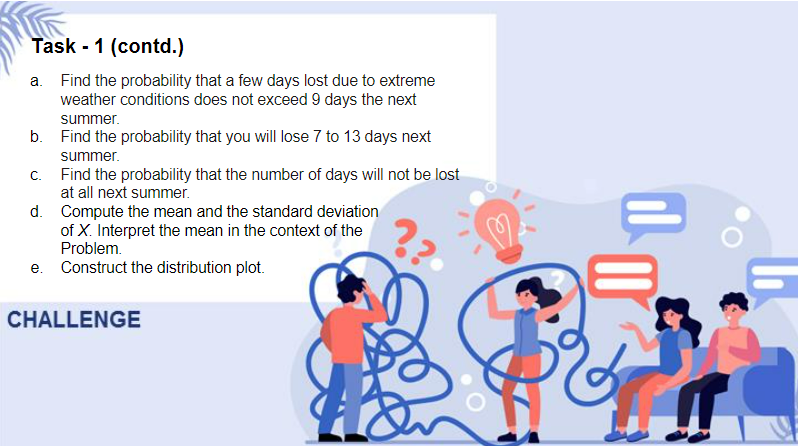 Task - 1 (contd.)
a. Find the probability that a few days lost due to extreme
weather conditions does not exceed 9 days the next
summer.
b. Find the probability that you will lose 7 to 13 days next
summer.
c. Find the probability that the number of days will not be lost
at all next summer.
d. Compute the mean and the standard deviation
of X. Interpret the mean in the context of the
Problem.
e. Construct the distribution plot.
??
?
CHALLENGE